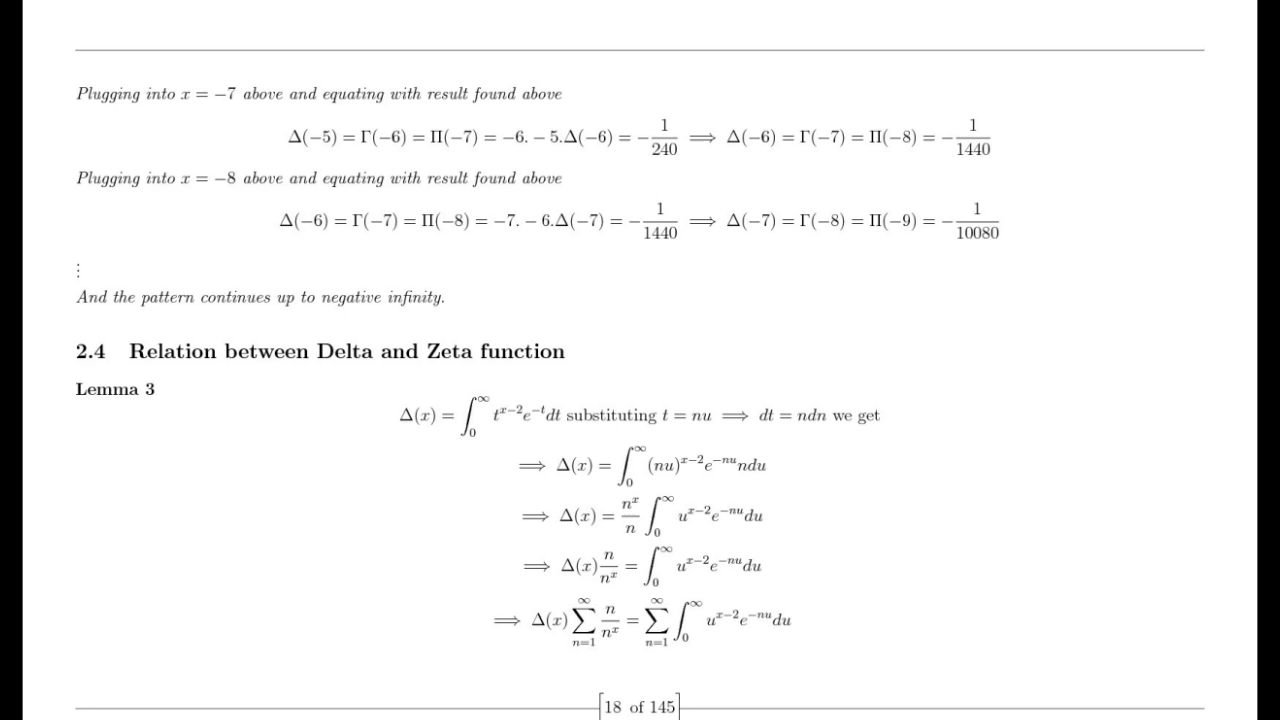 Plugging into x = −7 above and equating with result found above
Δ(−5) = Γ(−6) = Π(−7) = −6. − 5.Δ(−6) = −1/240 ⟹ Δ(−6) = Γ(−7) = Π(−8) = −1/1440
Plugging into x = −8 above and equating with result found above
Δ(−6) = Γ(−7) = Π(−8) = −7. − 6.Δ(−7) = −1/1440 ⟹ Δ(−7) = Γ(−8) = Π(−9) = −1/10080
⋮
And the pattern continues up to negative infinity.
2.4 Relation between Delta and Zeta function
Lemma 3
Δ(x) = ∫₀^∞ t^{x−2}e^{−t}dt substituting t = nu ⟹ dt = ndn we get
⟹ Δ(x) = ∫₀^∞ (nu)^{x−2}e^{−nu}ndu
⟹ Δ(x) = n^x/n ∫₀^∞ u^{x−2}e^{−nu}du
⟹ Δ(x) n/n^x = ∫₀^∞ u^{x−2}e^{−nu}du
⟹ Δ(x) ∑_{n=1}^∞ n/n^x = ∑_{n=1}^∞ ∫₀^∞ u^{x−2}e^{−nu}du
[18 of 145]